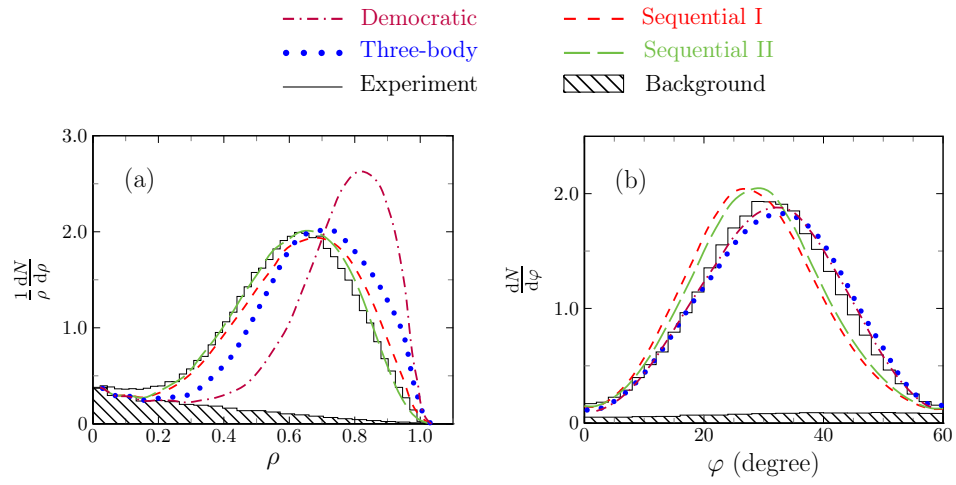 Democratic
Sequential I
Three-body
Sequential II
Experiment
Background
3.0
2.0
1.0
0
(a)
1/ρ dN/dρ
0 0.2 0.4 0.6 0.8 1.0
ρ
2.0
1.0
0
(b)
dN/dφ
0 20 40 60
φ (degree)